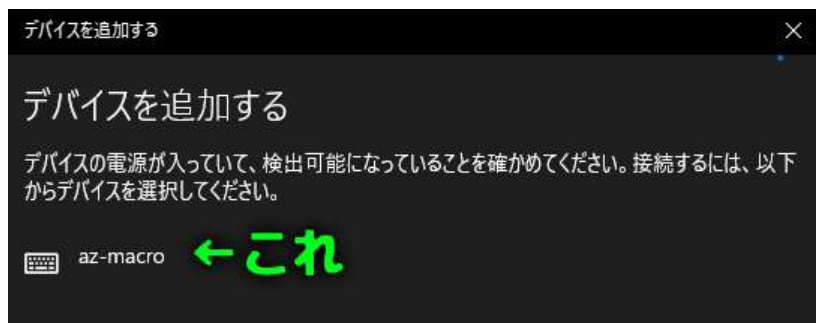 デバイスを追加する
デバイスを追加する
デバイスの電源が入っていて、検出可能になっていることを確かめてください。接続するには、以下
からデバイスを選択してください。
az-macro ←これ